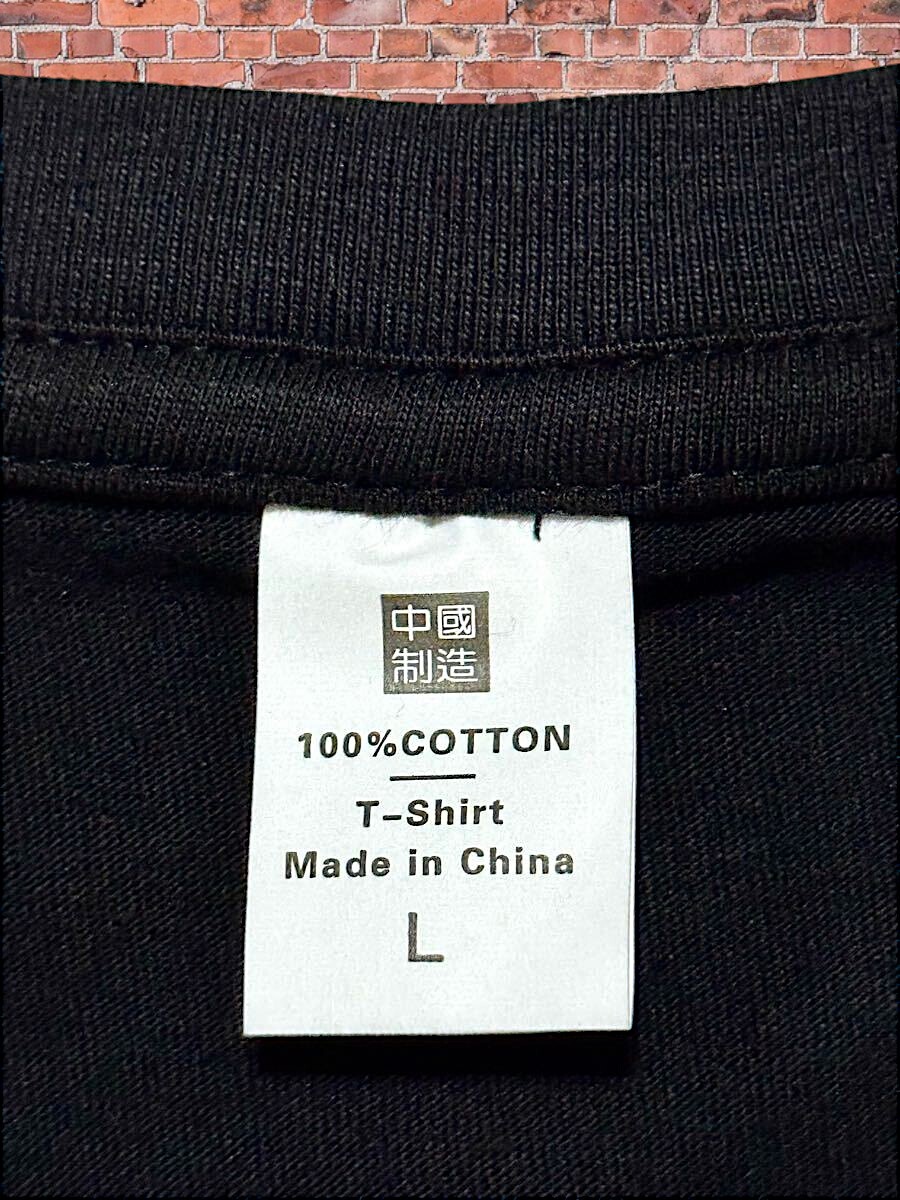 中國
制造
100%COTTON
T-Shirt
Made in China
L